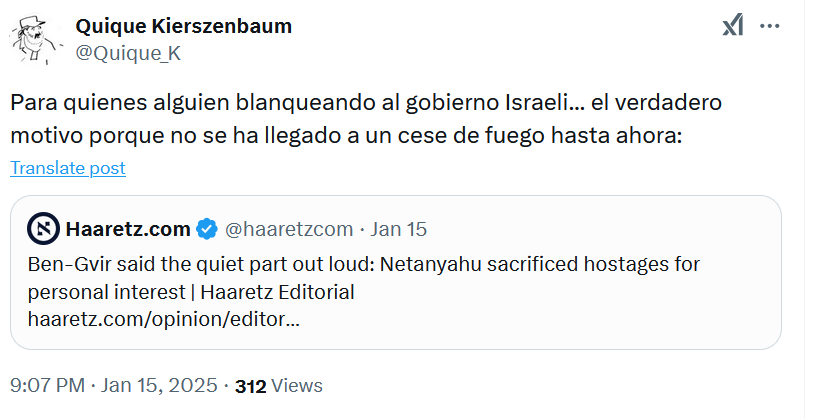 Quique Kierszenbaum
@Quique_K
Para quienes alguien blanqueando al gobierno Israeli... el verdadero
motivo porque no se ha llegado a un cese de fuego hasta ahora:
Translate post
Haaretz.com @haaretzcom · Jan 15
Ben-Gvir said the quiet part out loud: Netanyahu sacrificed hostages for
personal interest | Haaretz Editorial
haaretz.com/opinion/editor...
9:07 PM · Jan 15, 2025 · 312 Views